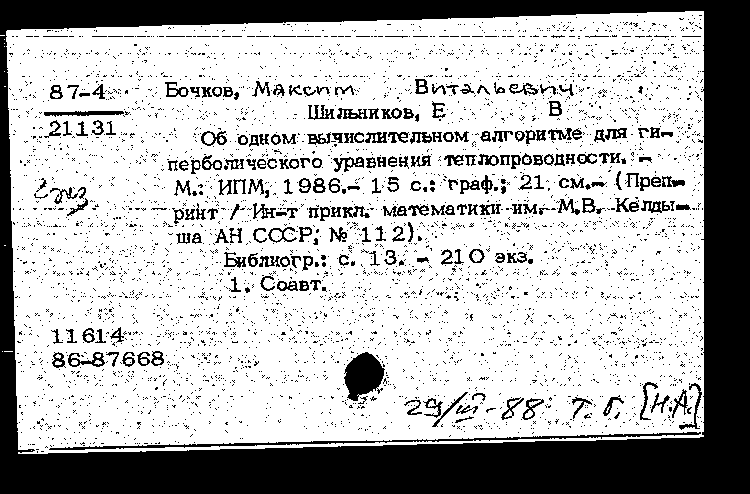 87-4
21131
Бочков, Максим Витальевич
Шильников, Е В
Об одном вычислительном алгоритме для ги-
перболического уравнения теплопроводности. -
М.: ИПМ, 1986.- 15 с.: граф.; 21 см.- (Преп-
ринт / Ин-т прикл. математики им. М.В. Келды-
ша АН СССР; № 112).
Библиогр.: с. 13. - 210 экз.
1. Соавт.
2 рез
11614
86-87668
29/III-88 т. г. [Н.А]